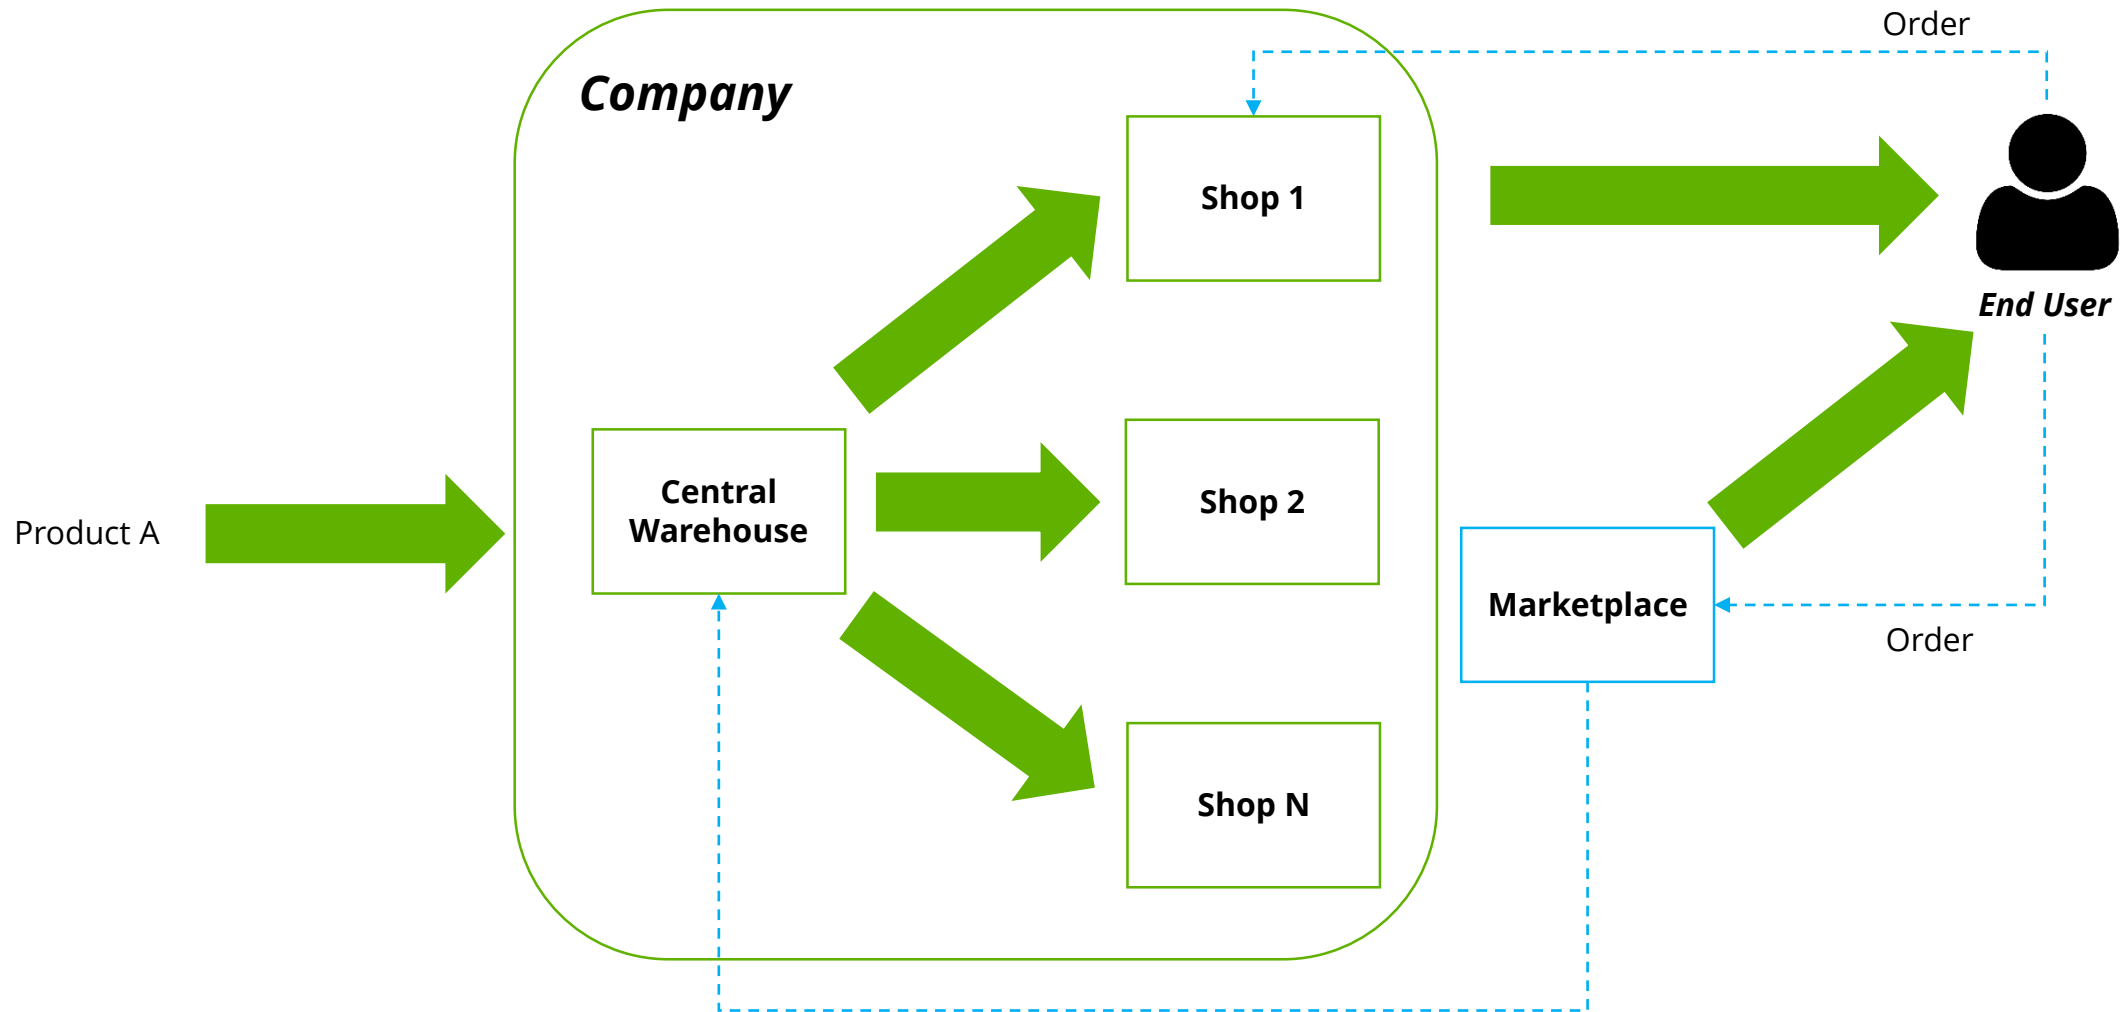 Order
Company
Shop 1
End User
Central
Warehouse
Shop 2
Product A
Marketplace
Order
Shop N